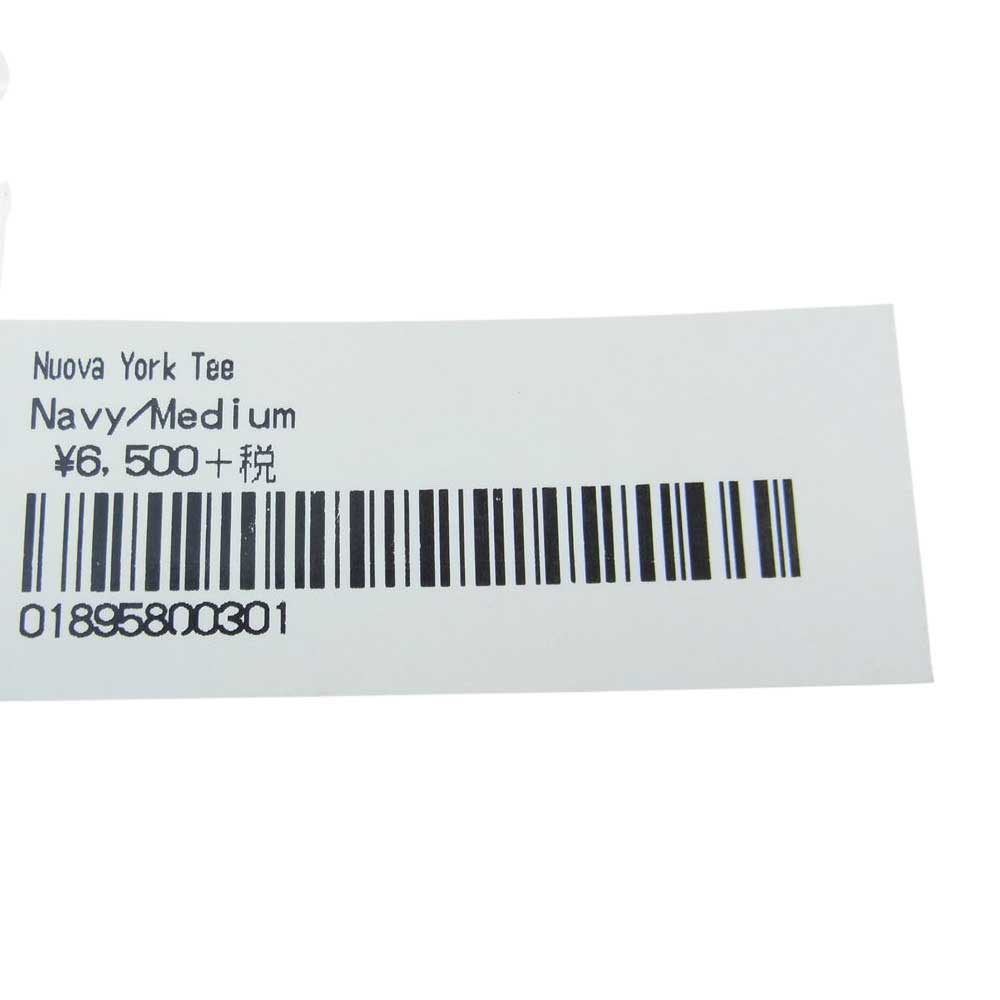 Nuova York Tee
Navy/Medium
¥6,500+税
01895800301